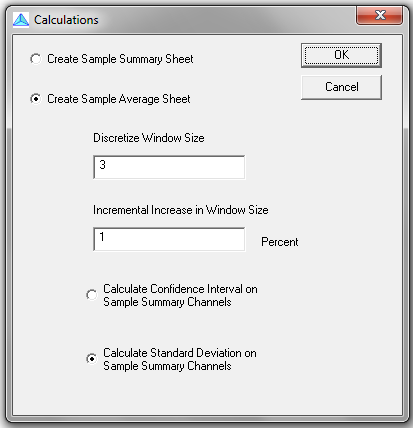 Calculations
Create Sample Summary Sheet
OK
Create Sample Average Sheet
Cancel
Discretize Window Size
3
Incremental Increase in Window Size
1
Percent
Calculate Confidence Interval on
Sample Summary Channels
Calculate Standard Deviation on
Sample Summary Channels